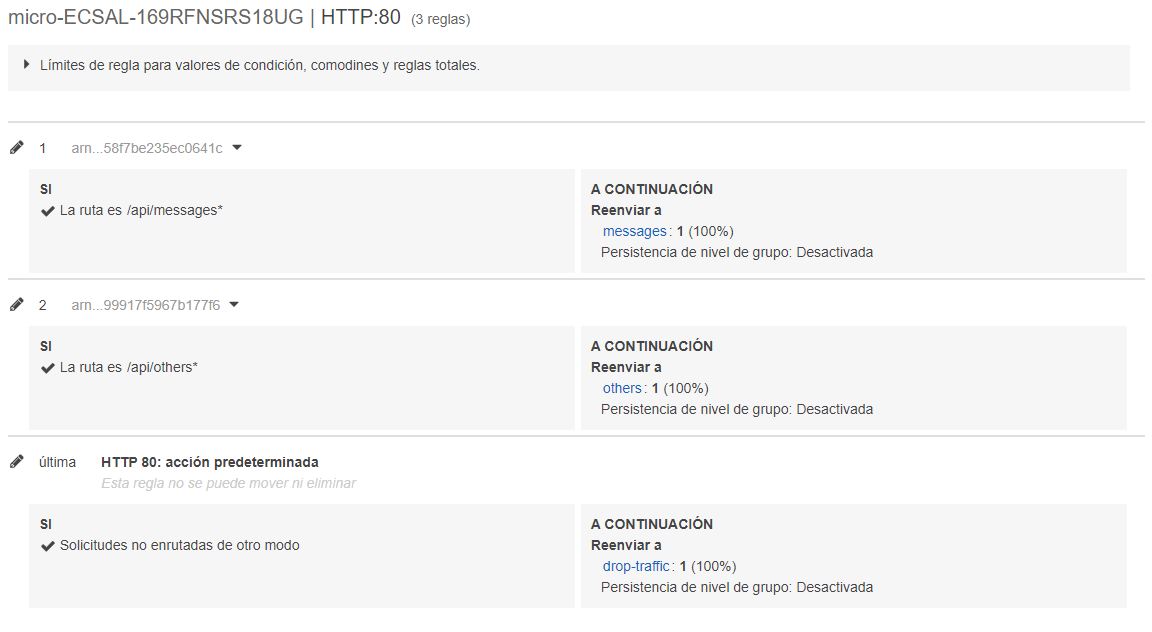 micro-ECSAL-169RFNSRS18UG | HTTP:80 (3 reglas)
Límites de regla para valores de condición, comodines y reglas totales.
1 arn...58f7be235ec0641c
SI
La ruta es /api/messages*
A CONTINUACIÓN
Reenviar a
messages: 1 (100%)
Persistencia de nivel de grupo: Desactivada
2 arn...99917f5967b177f6
SI
La ruta es /api/others*
A CONTINUACIÓN
Reenviar a
others: 1 (100%)
Persistencia de nivel de grupo: Desactivada
última HTTP 80: acción predeterminada
Esta regla no se puede mover ni eliminar
SI
Solicitudes no enrutadas de otro modo
A CONTINUACIÓN
Reenviar a
drop-traffic: 1 (100%)
Persistencia de nivel de grupo: Desactivada